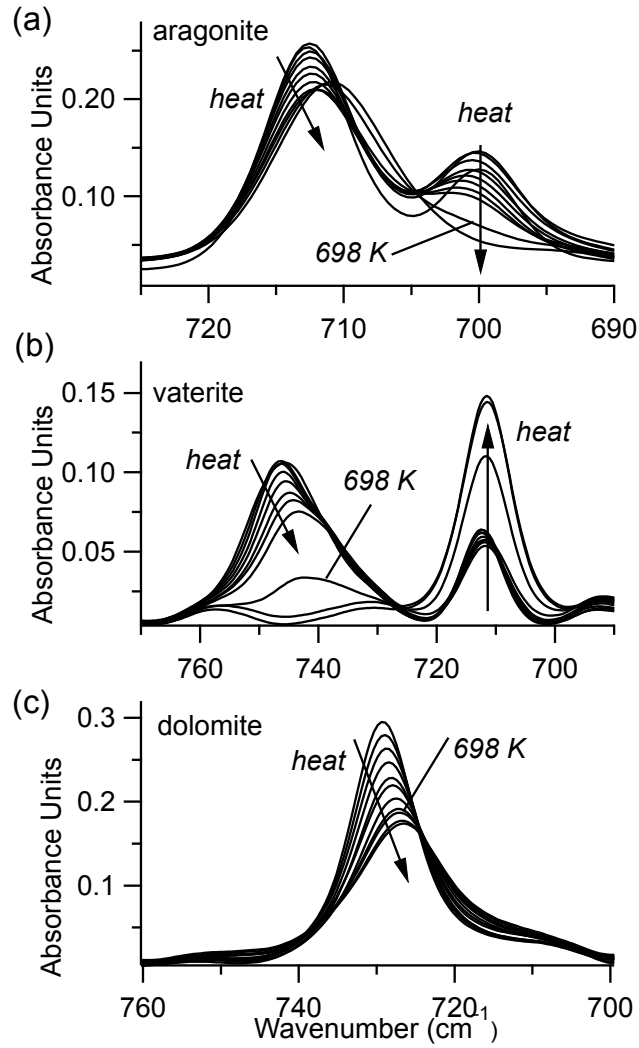 (a)
aragonite
heat
heat
698 K
Absorbance Units
0.20
0.10
720
710
700
690
(b)
vaterite
heat
698 K
heat
Absorbance Units
0.15
0.10
0.05
760
740
720
700
(c)
dolomite
heat
698 K
Absorbance Units
0.3
0.2
0.1
760
740
720
700
Wavenumber (cm-1)